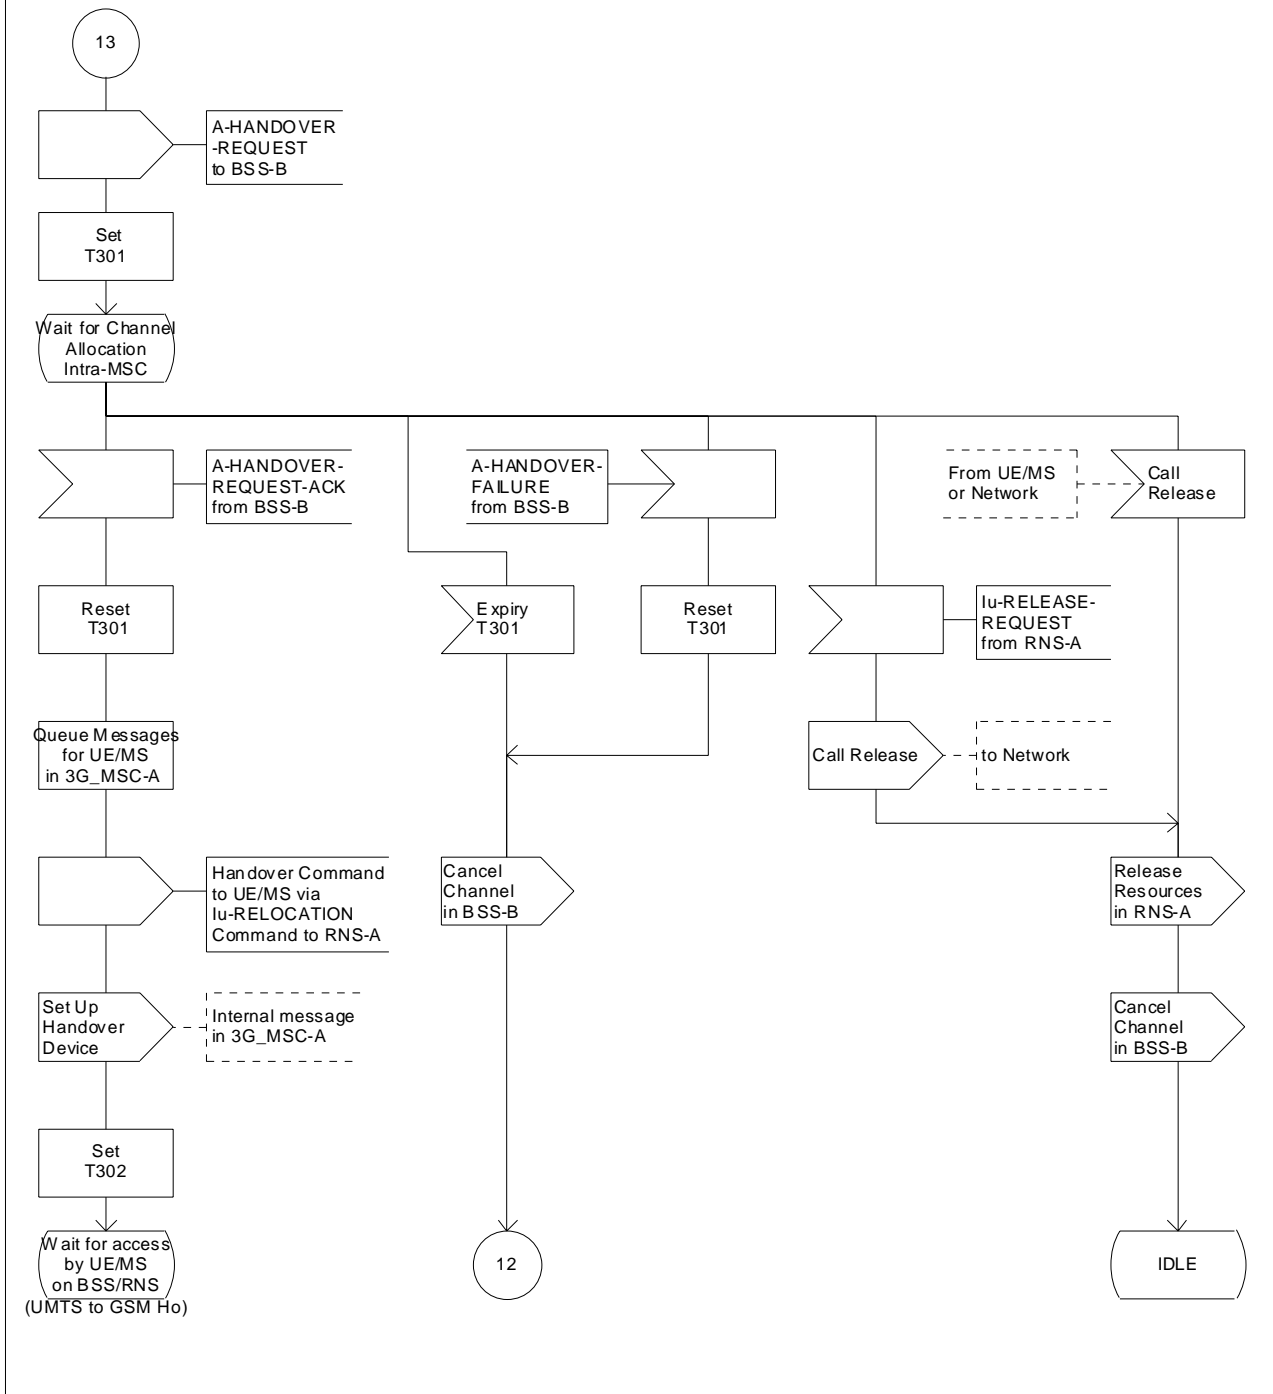 13
A-HANDOVER
-REQUEST
to BSS-B
Set
T301
Wait for Channel
Allocation
Intra-MSC
A-HANDOVER-
REQUEST-ACK
from BSS-B
A-HANDOVER-
FAILURE
from BSS-B
From UE/MS
or Network
Call
Release
Reset
T301
Expiry
T301
Reset
T301
Iu-RELEASE-
REQUEST
from RNS-A
Queue Messages
for UE/MS
in 3G_MSC-A
Call Release
to Network
Handover Command
to UE/MS via
Iu-RELOCATION
Command to RNS-A
Cancel
Channel
in BSS-B
Release
Resources
in RNS-A
Set Up
Handover
Device
Internal message
in 3G_MSC-A
Cancel
Channel
in BSS-B
Set
T302
Wait for access
by UE/MS
on BSS/RNS
(UMTS to GSM Ho)
12
IDLE